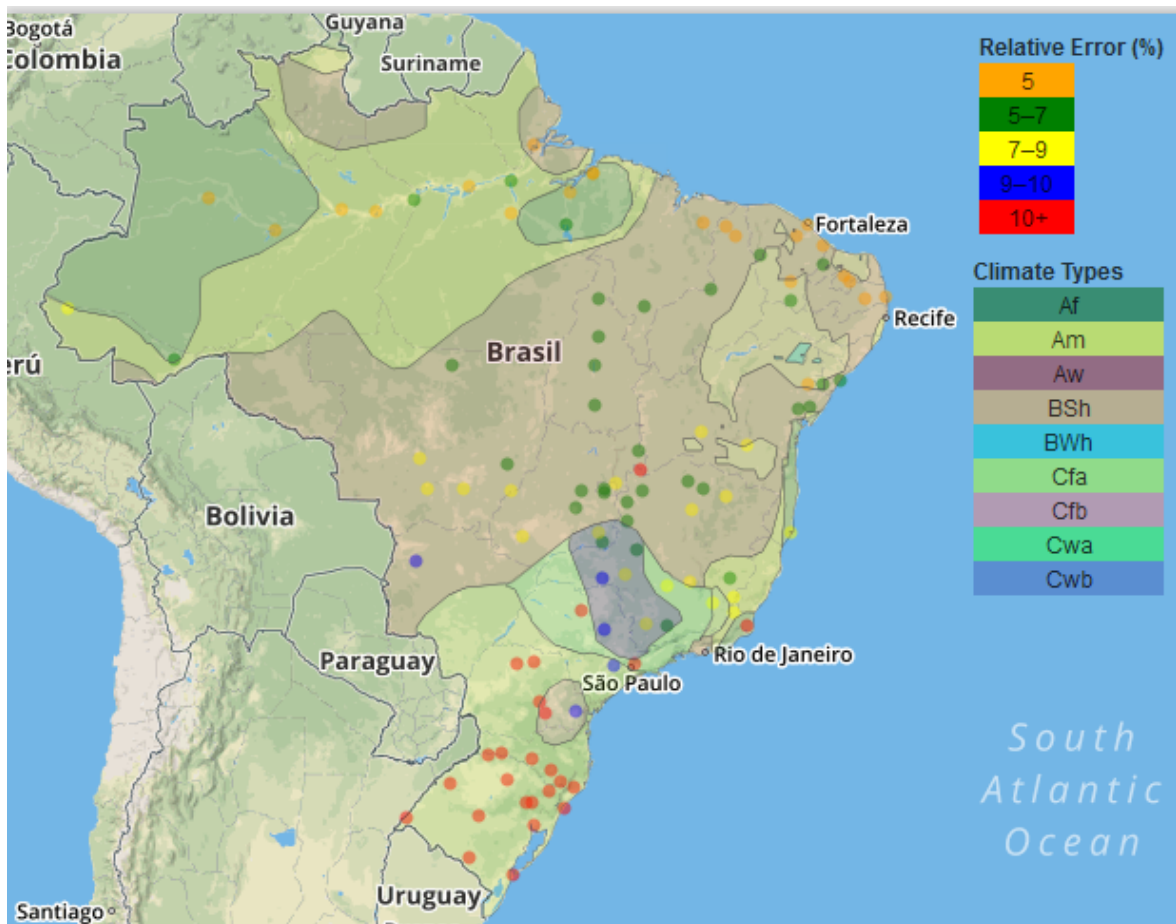 Bogotá
Colombia
Guyana
Suriname
Relative Error (%)
5
5–7
7–9
9–10
10+
Fortaleza
Climate Types
Af
Am
Aw
BSh
BWh
Cfa
Cfb
Cwa
Cwb
Recife
Brasil
erú
Bolivia
Paraguay
Rio de Janeiro
São Paulo
South
Atlantic
Ocean
Uruguay
Santiago